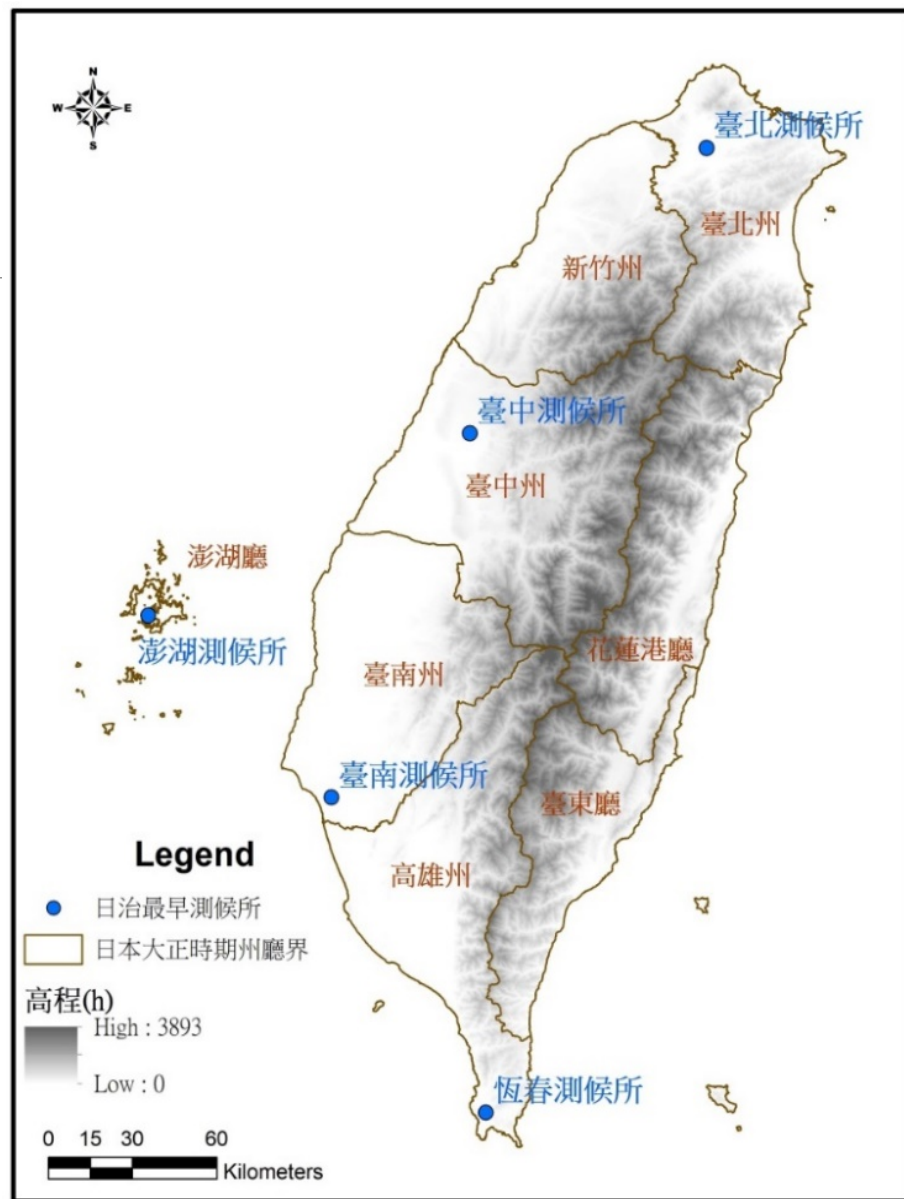 N
W E
S
臺北測候所
臺北州
新竹州
臺中測候所
臺中州
澎湖廳
澎湖測候所
花蓮港廳
臺南州
臺南測候所
臺東廳
高雄州
恆春測候所
Legend
日治最早測候所
日本大正時期州廳界
高程(h)
High : 3893
Low : 0
0 15 30 60
Kilometers